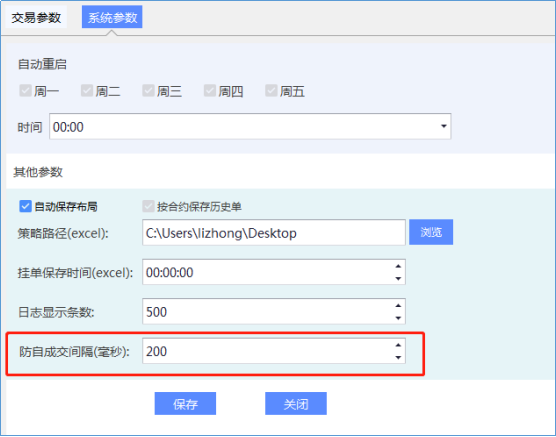 交易参数 系统参数
自动重启
周一 周二 周三 周四 周五
时间 00:00
其他参数
自动保存布局 按合约保存历史单
策略路径(excel): C:\Users\lizhong\Desktop 浏览
挂单保存时间(excel): 00:00:00
日志显示条数: 500
防自成交间隔(毫秒): 200
保存 关闭